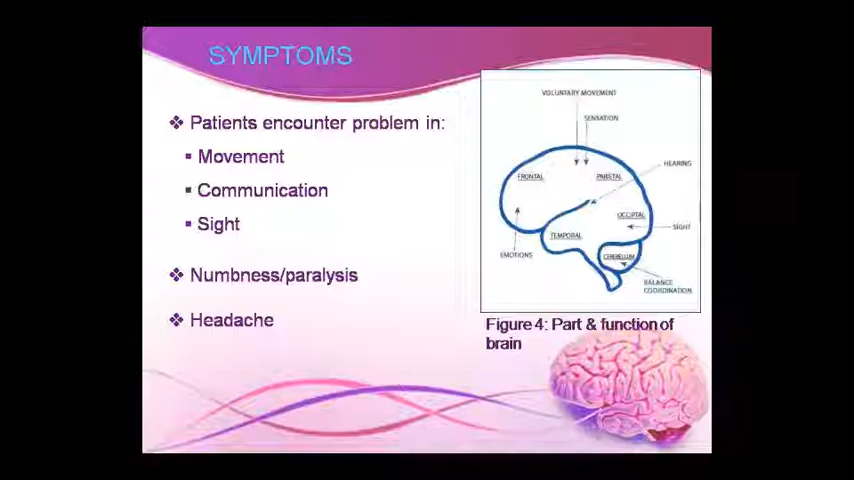 SYMPTOMS
❖ Patients encounter problem in:
▪ Movement
▪ Communication
▪ Sight
❖ Numbness/paralysis
❖ Headache
VOLUNTARY MOVEMENT
SENSATION
HEARING
FRONTAL
PARIETAL
OCCIPTAL
SIGHT
TEMPORAL
EMOTIONS
CEREBELLUM
BALANCE
COORDINATION
Figure 4: Part & function of
brain